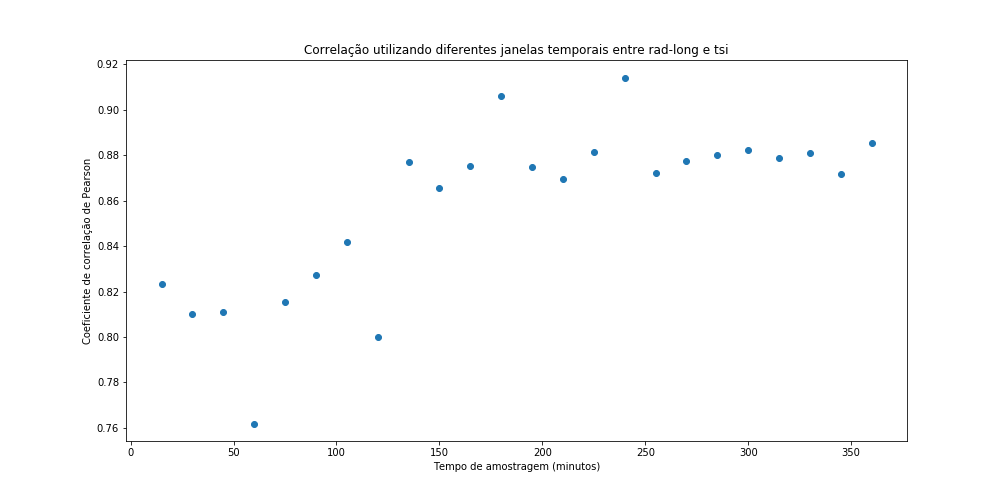 Correlação utilizando diferentes janelas temporais entre rad-long e tsi
Coeficiente de correlação de Pearson
0.92
0.90
0.88
0.86
0.84
0.82
0.80
0.78
0.76
0 50 100 150 200 250 300 350
Tempo de amostragem (minutos)